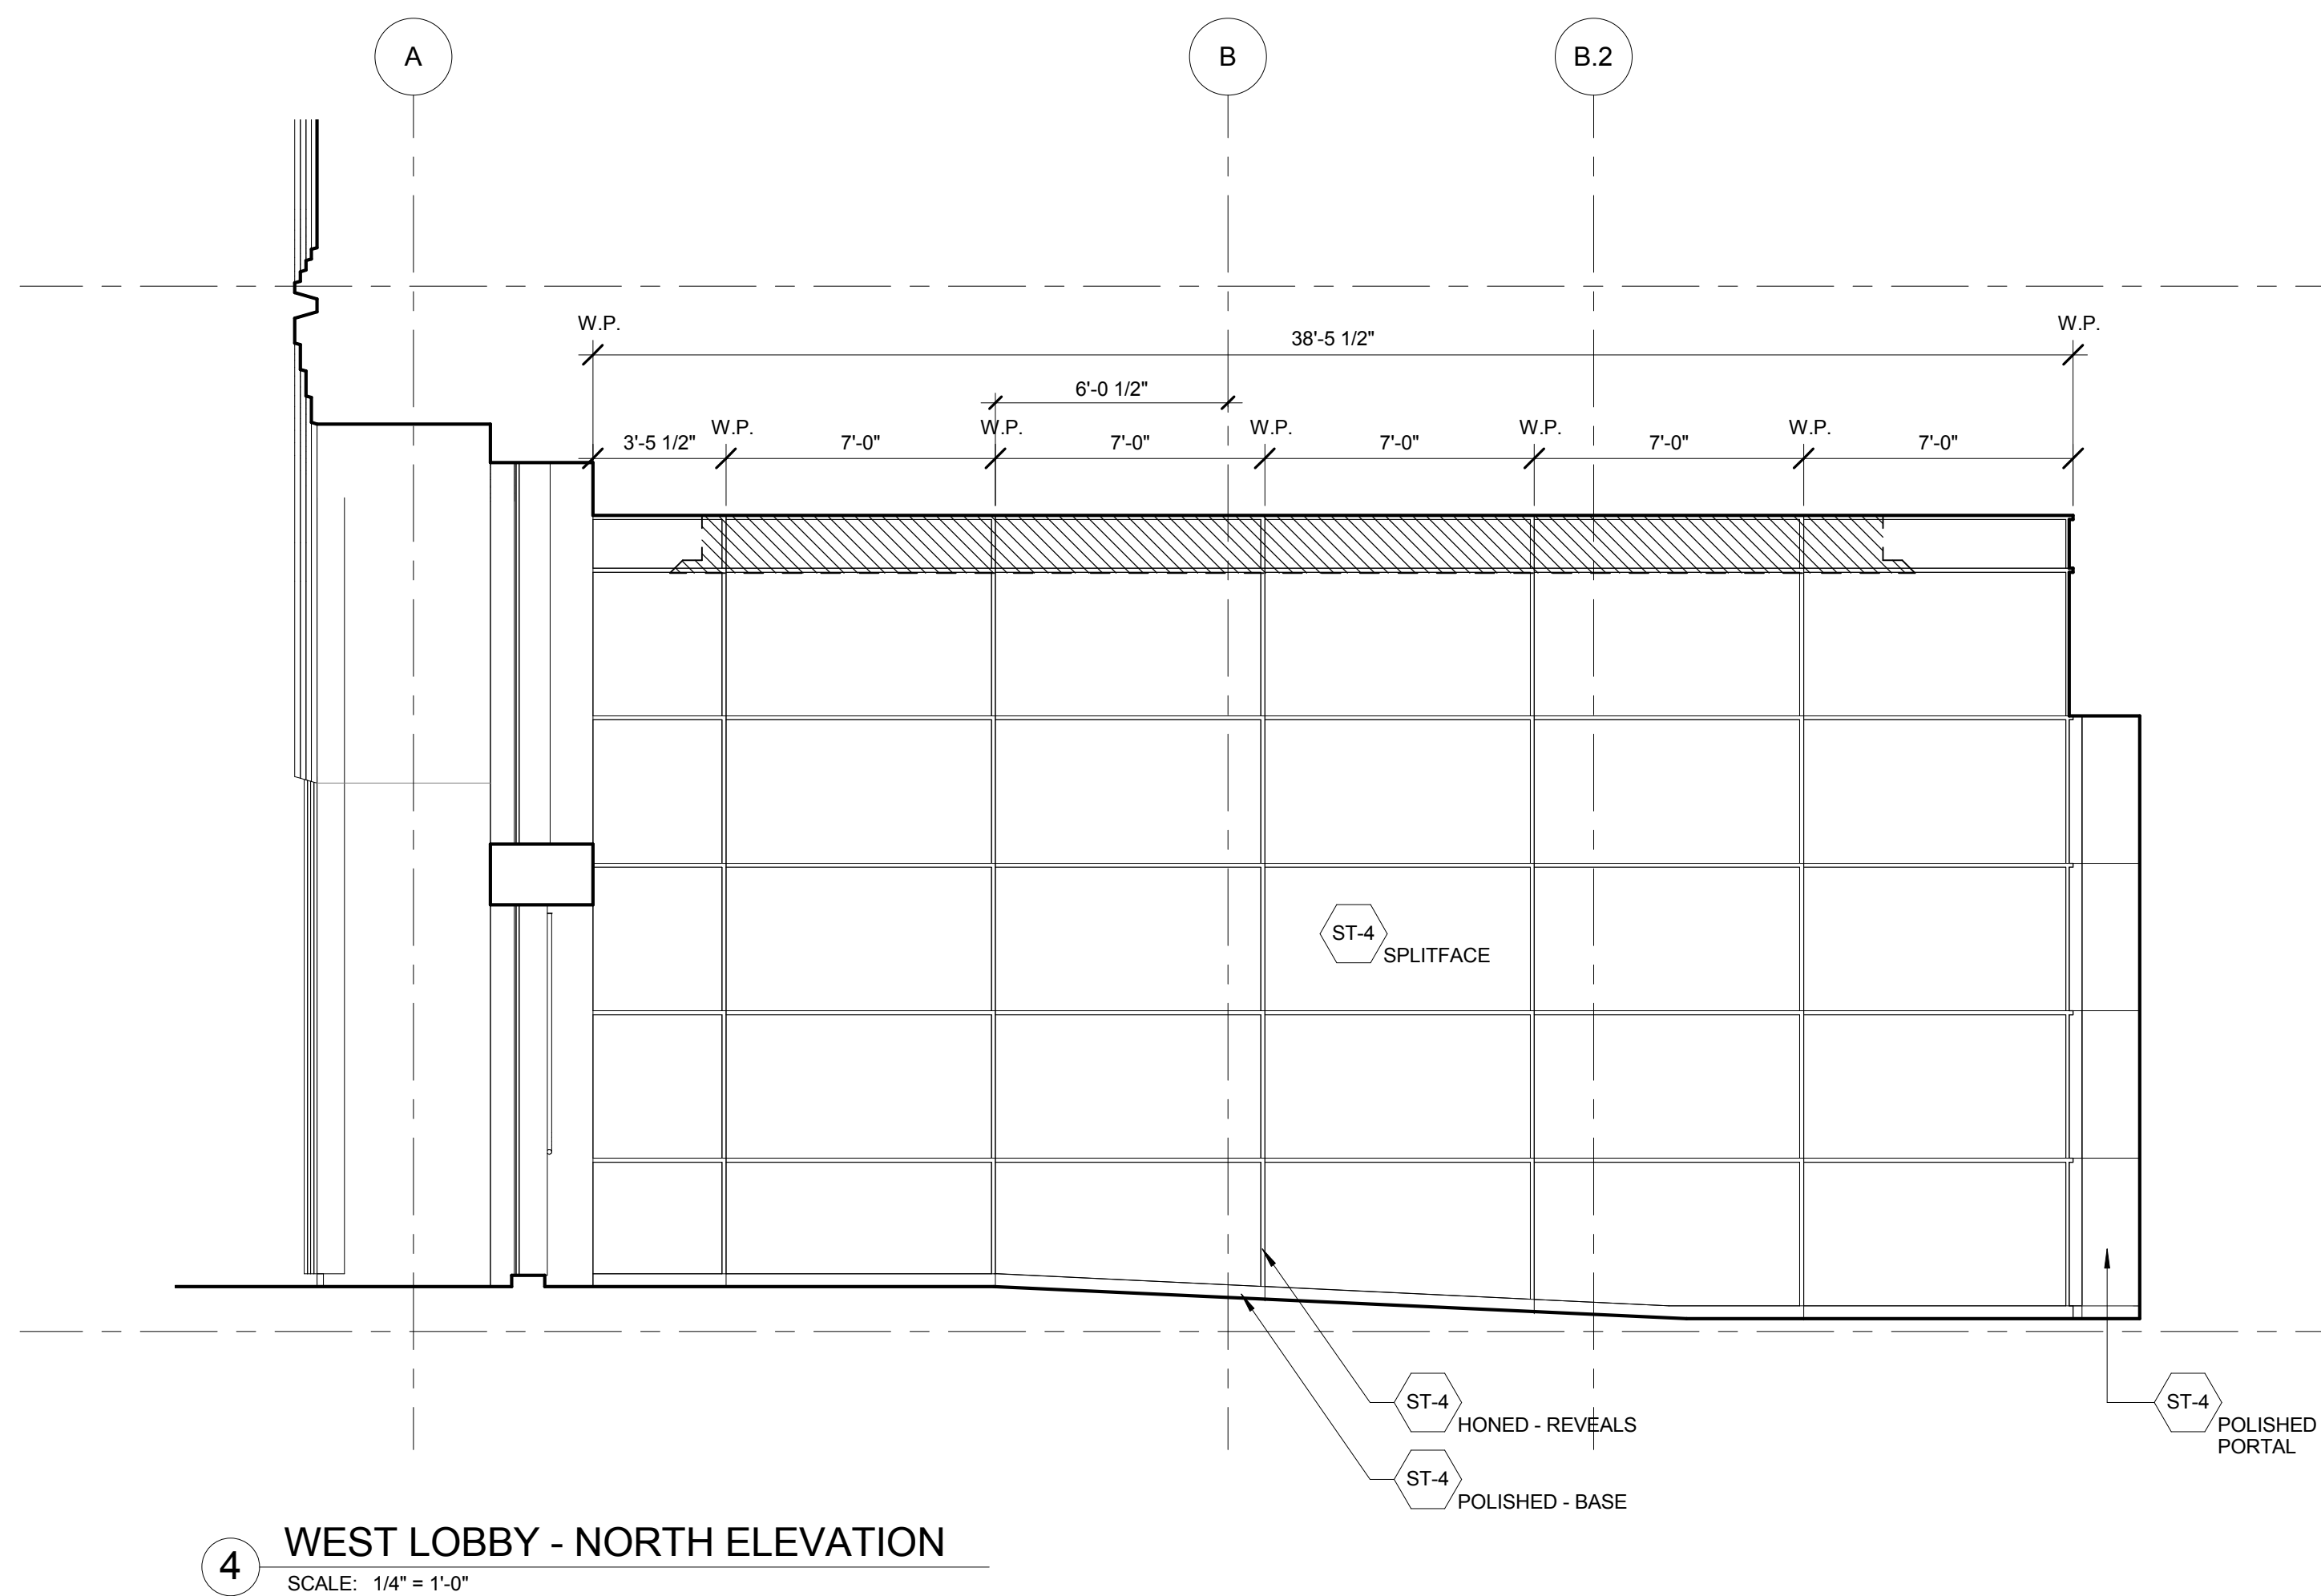 A
B
B.2
W.P.
W.P.
38'-5 1/2"
6'-0 1/2"
W.P.
W.P.
W.P.
W.P.
W.P.
3'-5 1/2"
7'-0"
7'-0"
7'-0"
7'-0"
7'-0"
ST-4
SPLITFACE
ST-4
HONED - REVEALS
ST-4
POLISHED - BASE
ST-4
POLISHED
PORTAL
4
WEST LOBBY - NORTH ELEVATION
SCALE: 1/4" = 1'-0"